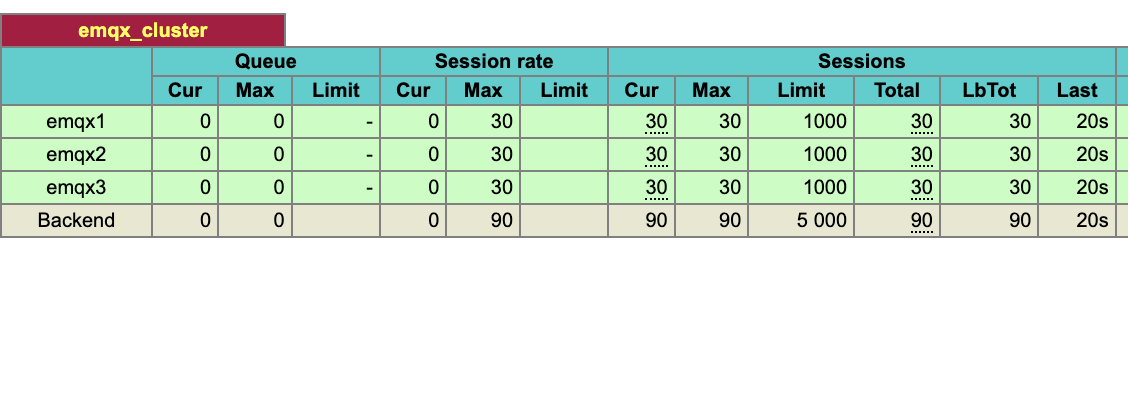 emqx_cluster
Queue Session rate Sessions
Cur Max Limit Cur Max Limit Cur Max Limit Total LbTot Last
emqx1 0 0 - 0 30 30 30 1000 30 30 20s
emqx2 0 0 - 0 30 30 30 1000 30 30 20s
emqx3 0 0 - 0 30 30 30 1000 30 30 20s
Backend 0 0 0 90 90 90 5 000 90 90 20s